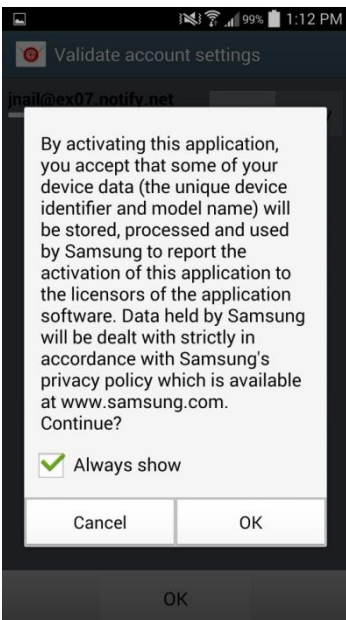 99% 1:12 PM
Validate account settings
jnail@ex07.notify.net
By activating this application,
you accept that some of your
device data (the unique device
identifier and model name) will
be stored, processed and used
by Samsung to report the
activation of this application to
the licensors of the application
software. Data held by Samsung
will be dealt with strictly in
accordance with Samsung's
privacy policy which is available
at www.samsung.com.
Continue?
Always show
Cancel OK
OK